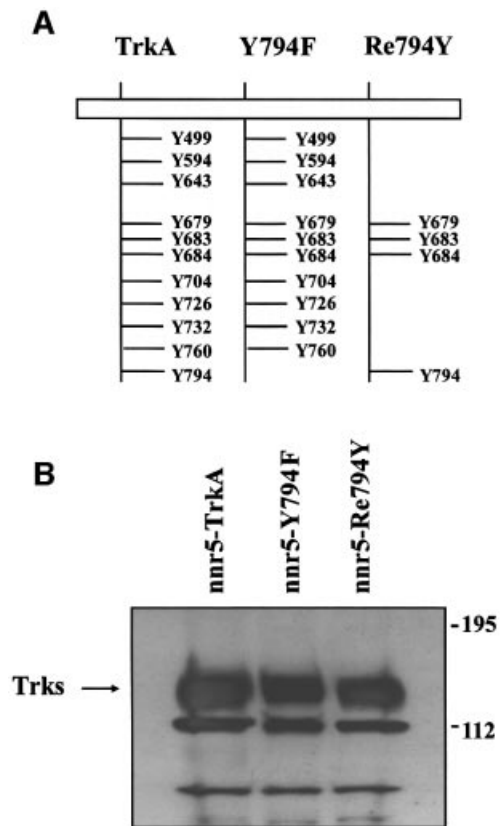 A
TrkA Y794F Re794Y
Y499 Y499
Y594 Y594
Y643 Y643
Y679 Y679 Y679
Y683 Y683 Y683
Y684 Y684 Y684
Y704 Y704
Y726 Y726
Y732 Y732
Y760 Y760
Y794 Y794
B
nnr5-TrkA
nnr5-Y794F
nnr5-Re794Y
-195
Trks
-112